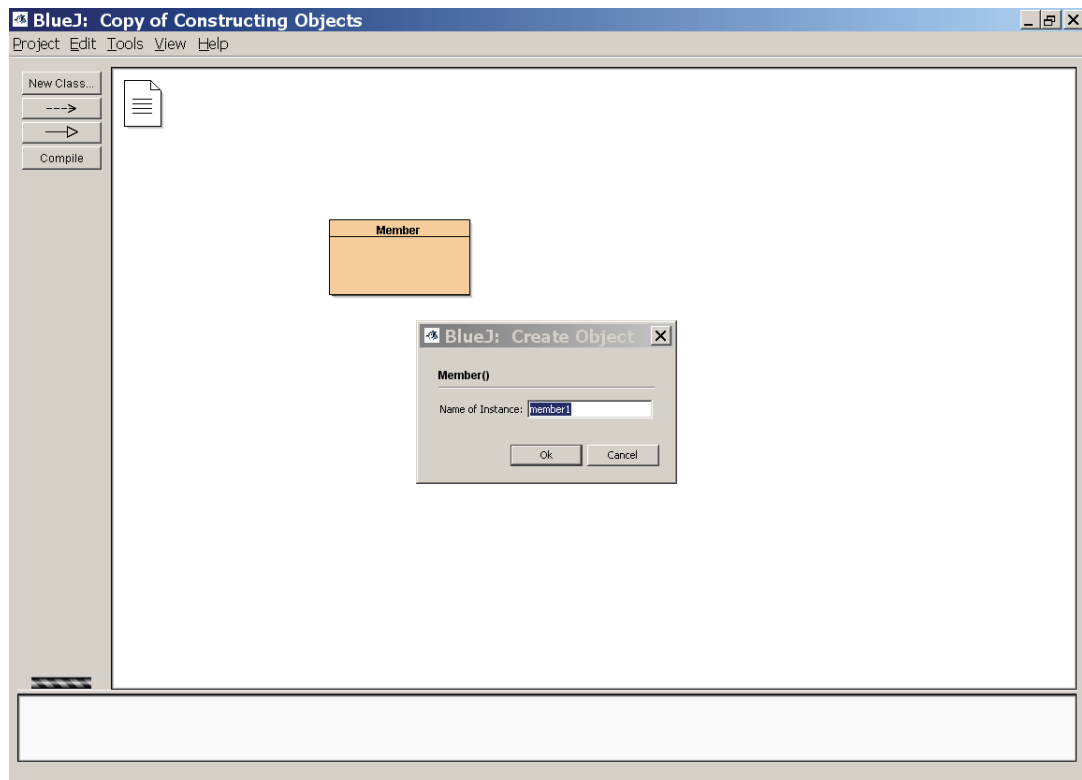 BlueJ: Copy of Constructing Objects
Project Edit Tools View Help
New Class...
--->
Compile
Member
BlueJ: Create Object
Member()
Name of Instance: member1
Ok Cancel